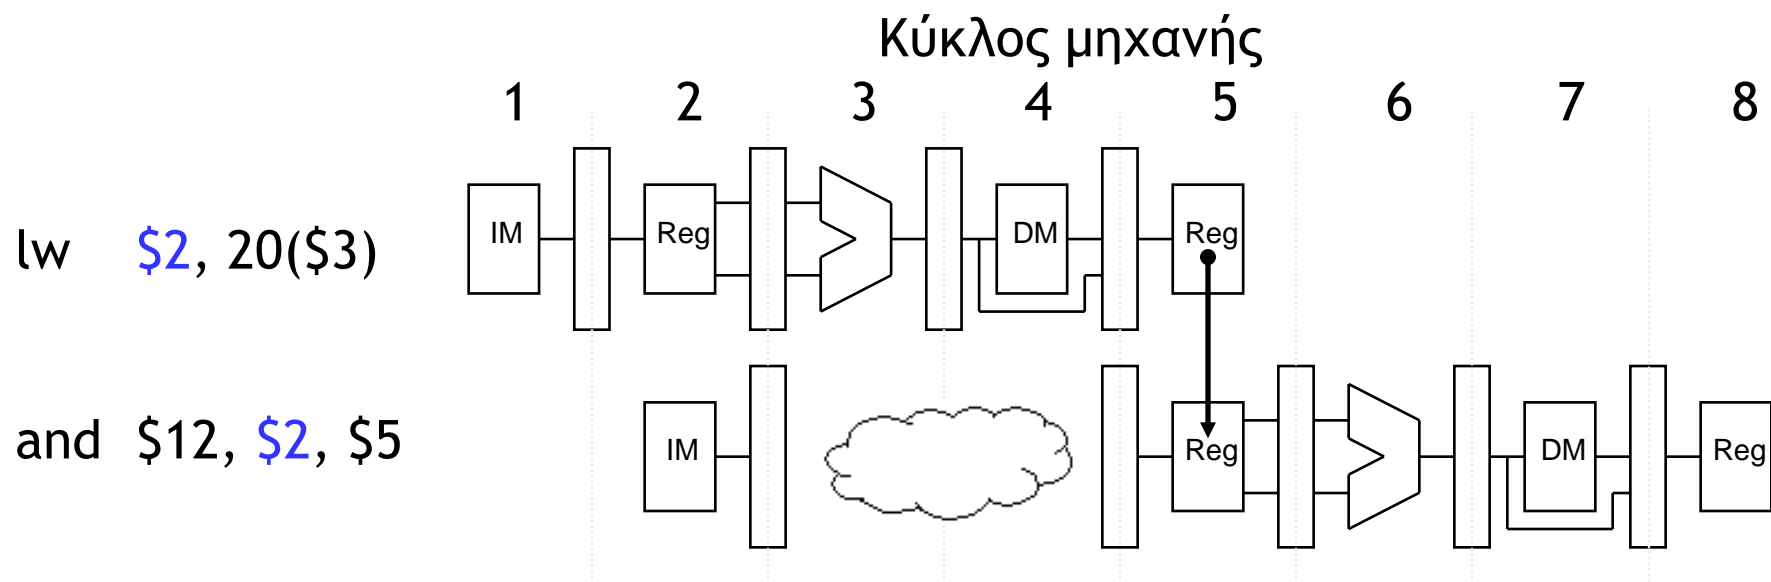 Κύκλος μηχανής
1 2 3 4 5 6 7 8
lw $2, 20($3) IM Reg DM Reg
and $12, $2, $5 IM Reg DM Reg